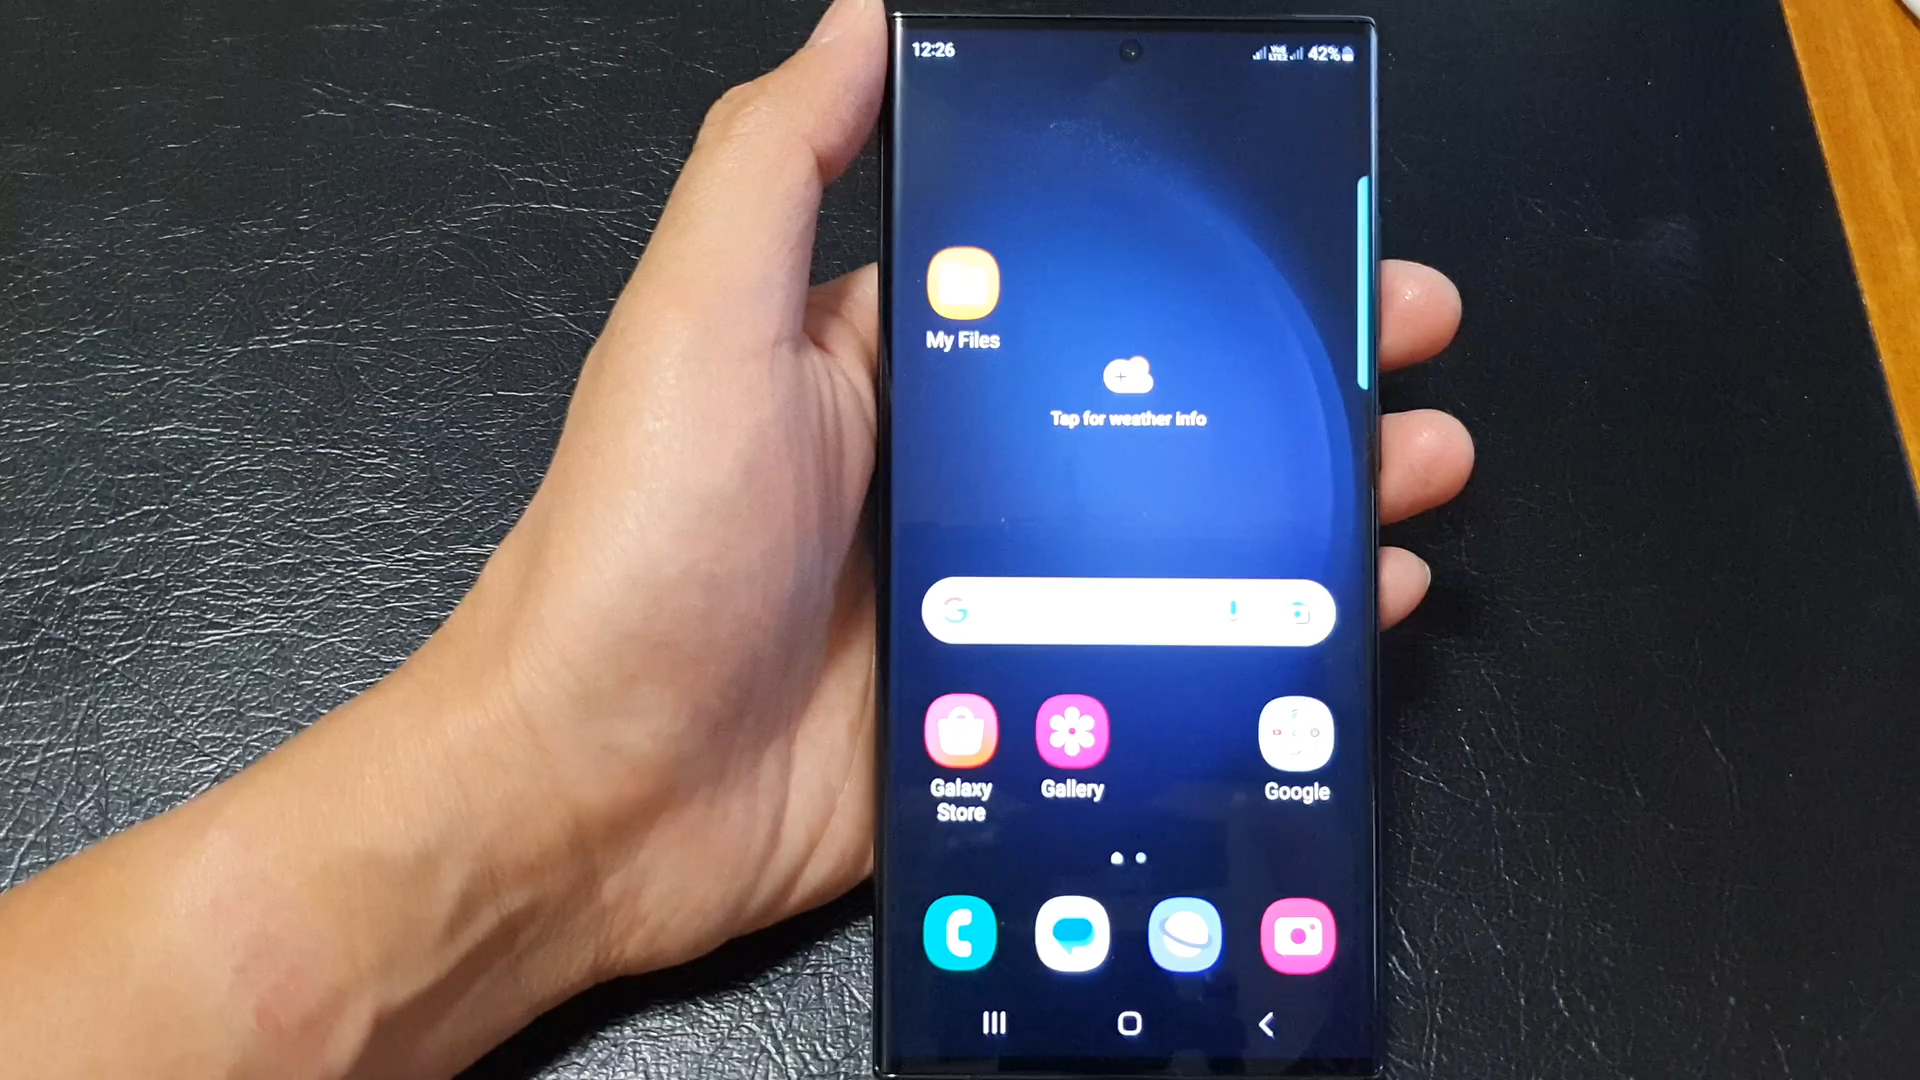 12:26
42%
My Files
Tap for weather info
G
Galaxy
Store
Gallery
Google